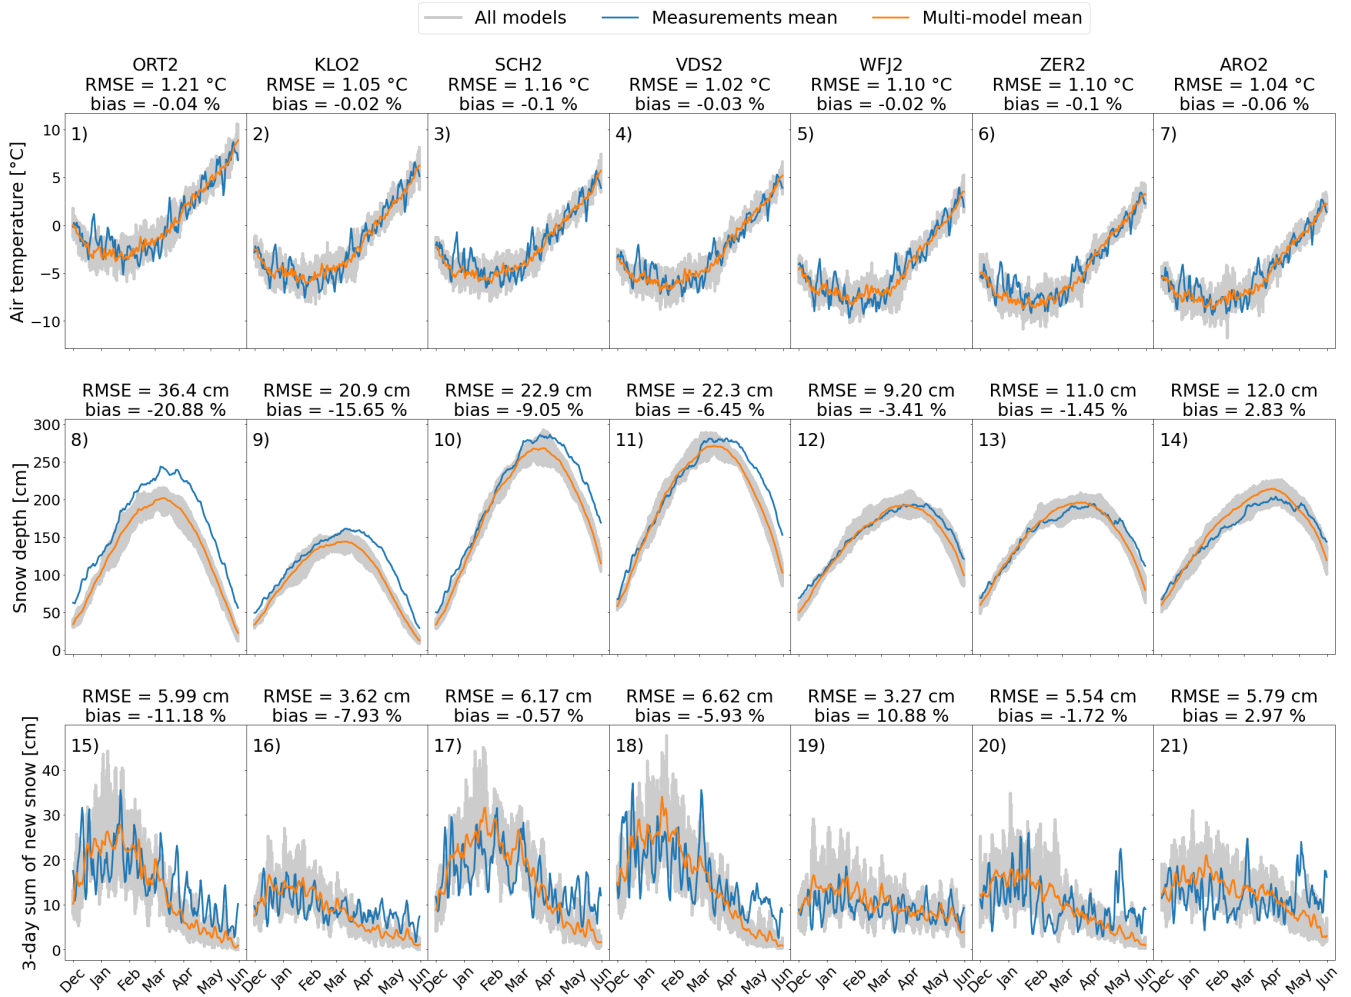 All models Measurements mean Multi-model mean
ORT2 KLO2 SCH2 VDS2 WFJ2 ZER2 ARO2
RMSE = 1.21 °C RMSE = 1.05 °C RMSE = 1.16 °C RMSE = 1.02 °C RMSE = 1.10 °C RMSE = 1.10 °C RMSE = 1.04 °C
bias = -0.04 % bias = -0.02 % bias = -0.1 % bias = -0.03 % bias = -0.02 % bias = -0.1 % bias = -0.06 %
1) 2) 3) 4) 5) 6) 7)
Air temperature [°C]
10
5
0
−5
−10
RMSE = 36.4 cm RMSE = 20.9 cm RMSE = 22.9 cm RMSE = 22.3 cm RMSE = 9.20 cm RMSE = 11.0 cm RMSE = 12.0 cm
bias = -20.88 % bias = -15.65 % bias = -9.05 % bias = -6.45 % bias = -3.41 % bias = -1.45 % bias = 2.83 %
8) 9) 10) 11) 12) 13) 14)
Snow depth [cm]
300
250
200
150
100
50
0
RMSE = 5.99 cm RMSE = 3.62 cm RMSE = 6.17 cm RMSE = 6.62 cm RMSE = 3.27 cm RMSE = 5.54 cm RMSE = 5.79 cm
bias = -11.18 % bias = -7.93 % bias = -0.57 % bias = -5.93 % bias = 10.88 % bias = -1.72 % bias = 2.97 %
15) 16) 17) 18) 19) 20) 21)
3-day sum of new snow [cm]
40
30
20
10
0
Dec Jan Feb Mar Apr May Jun Dec Jan Feb Mar Apr May Jun Dec Jan Feb Mar Apr May Jun Dec Jan Feb Mar Apr May Jun Dec Jan Feb Mar Apr May Jun Dec Jan Feb Mar Apr May Jun Dec Jan Feb Mar Apr May Jun